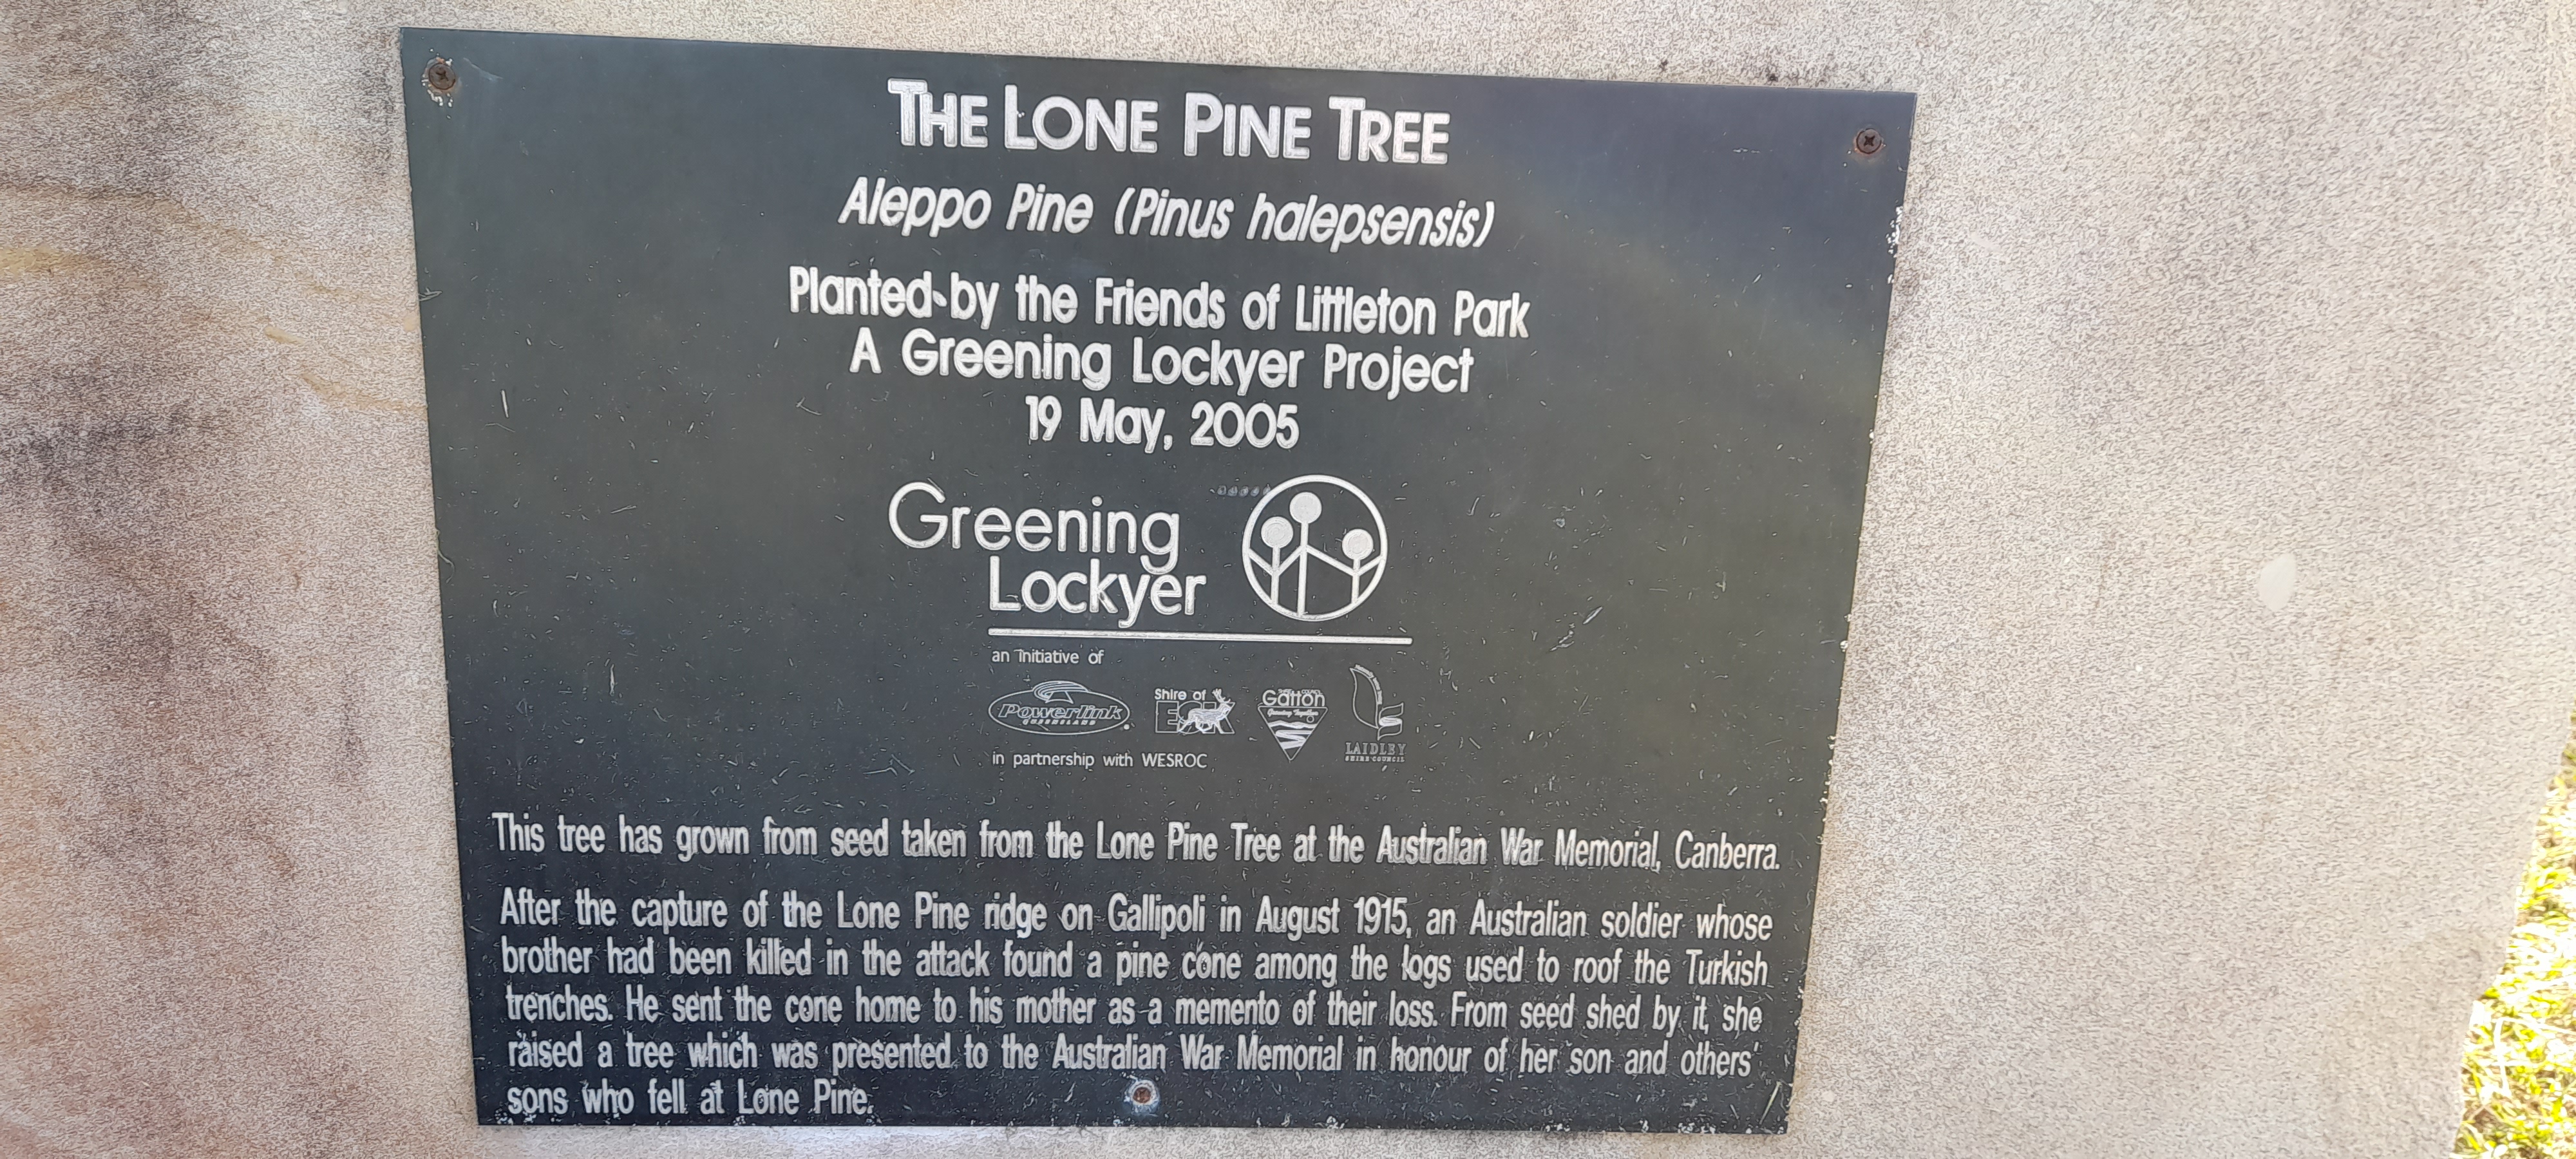 THE LONE PINE TREE
Aleppo Pine (Pinus halepsensis)
Planted by the Friends of Littleton Park
A Greening Lockyer Project
19 May, 2005
Greening
Lockyer
an initiative of
Powerlink
QUEENSLAND
Shire of
ESK
Gatton
LAIDLEY
SHIRE COUNCIL
in partnership with WESROC
This tree has grown from seed taken from the Lone Pine Tree at the Australian War Memorial, Canberra.
After the capture of the Lone Pine ridge on Gallipoli in August 1915, an Australian soldier whose
brother had been killed in the attack found a pine cone among the logs used to roof the Turkish
trenches. He sent the cone home to his mother as a memento of their loss. From seed shed by it, she
raised a tree which was presented to the Australian War Memorial in honour of her son and others'
sons who fell at Lone Pine.